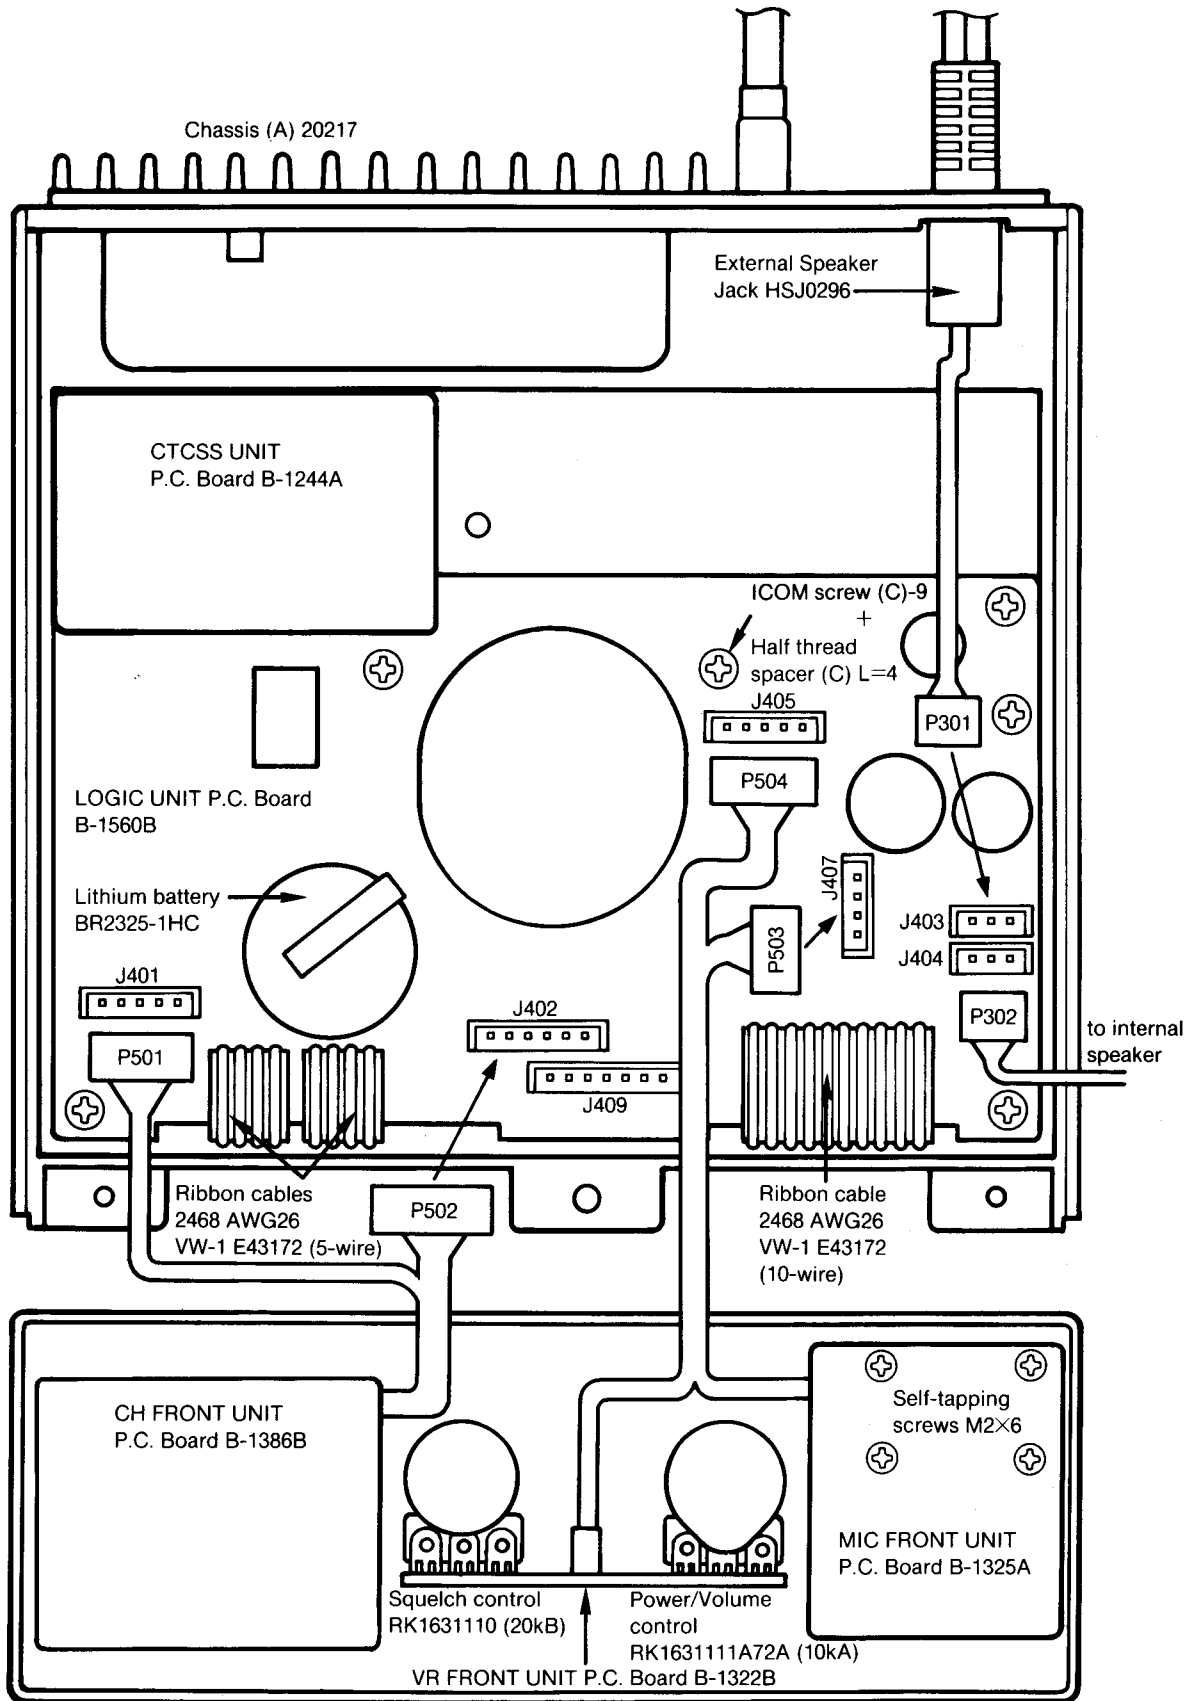 Chassis (A) 20217
External Speaker
Jack HSJ0296
CTCSS UNIT
P.C. Board B-1244A
ICOM screw (C)-9
+
Half thread
spacer (C) L=4
J405
P301
P504
LOGIC UNIT P.C. Board
B-1560B
J407
Lithium battery
BR2325-1HC
P503
J403
J404
J401
J402
P302
to internal
speaker
P501
J409
Ribbon cables
2468 AWG26
VW-1 E43172 (5-wire)
P502
Ribbon cable
2468 AWG26
VW-1 E43172
(10-wire)
CH FRONT UNIT
P.C. Board B-1386B
Self-tapping
screws M2×6
MIC FRONT UNIT
P.C. Board B-1325A
Squelch control
RK1631110 (20kB)
Power/Volume
control
RK1631111A72A (10kA)
VR FRONT UNIT P.C. Board B-1322B